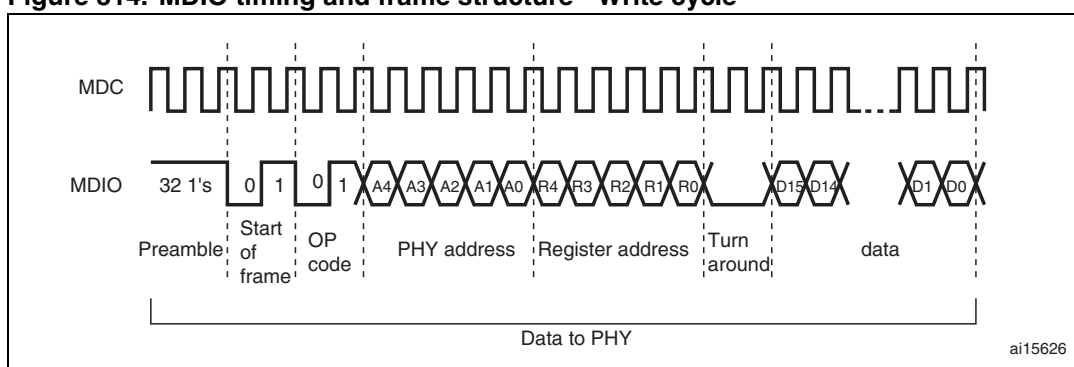 Figure 314. MDIO timing and frame structure - Write cycle
MDC
MDIO
32 1's 0 1 0 1 A4 A3 A2 A1 A0 R4 R3 R2 R1 R0 D15 D14 D1 D0
Preamble
Start
of
frame
OP
code
PHY address
Register address
Turn
around
data
Data to PHY
ai15626